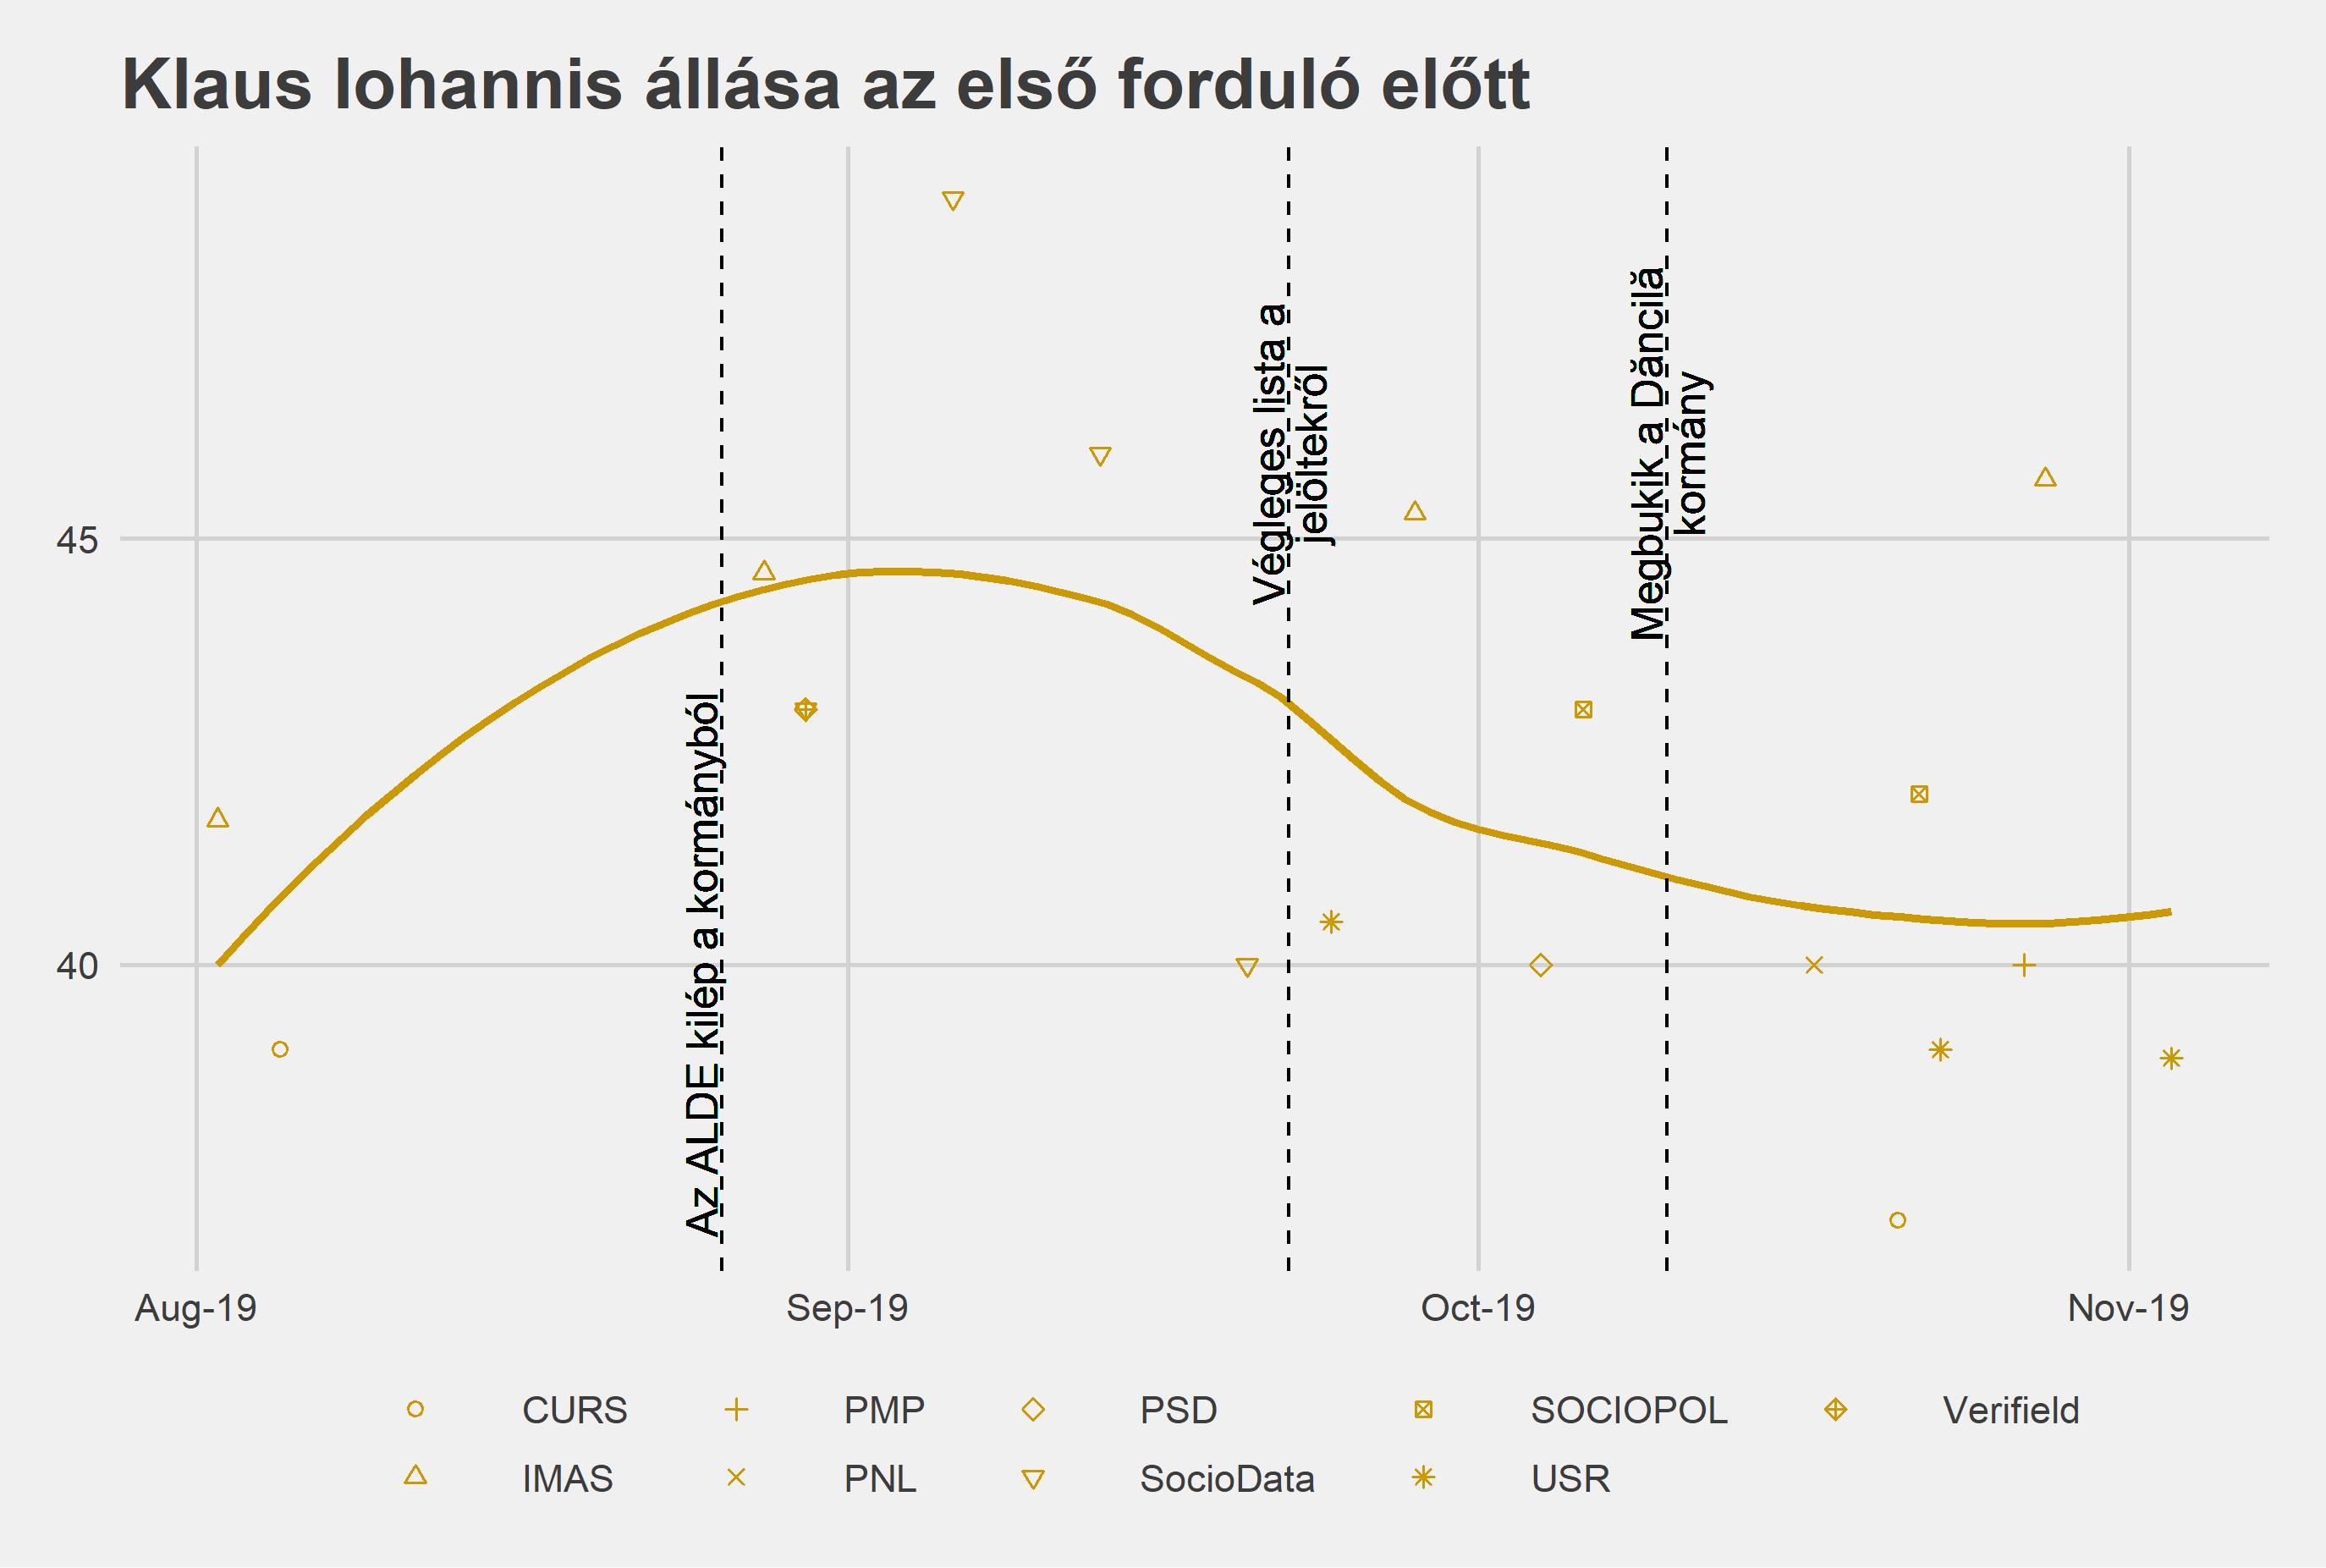 Klaus Iohannis állása az első forduló előtt
45
40
Az ALDE kilép a kormányból
Végleges lista a
jelöltekről
Megbukik a Dăncilă
kormány
Aug-19
Sep-19
Oct-19
Nov-19
CURS
PMP
PSD
SOCIOPOL
Verifield
IMAS
PNL
SocioData
USR